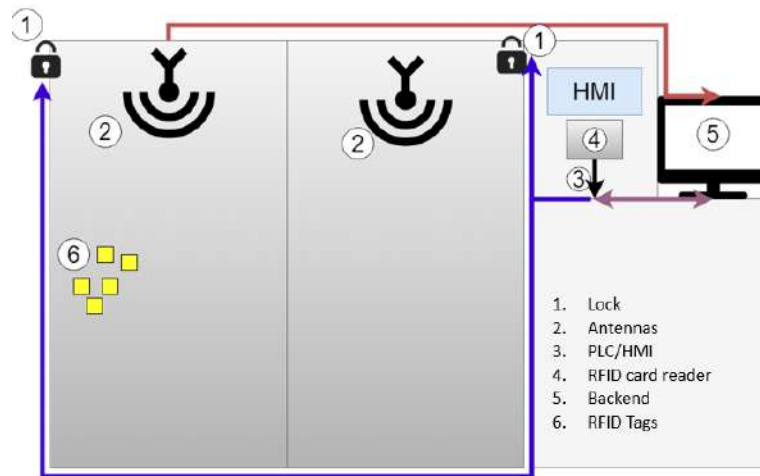 1
1
HMI
2
2
4
5
3
6
1. Lock
2. Antennas
3. PLC/HMI
4. RFID card reader
5. Backend
6. RFID Tags